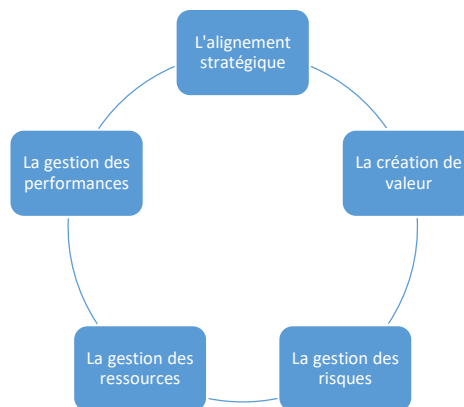 L'alignement
stratégique
La gestion des
performances
La création de
valeur
La gestion des
ressources
La gestion des
risques